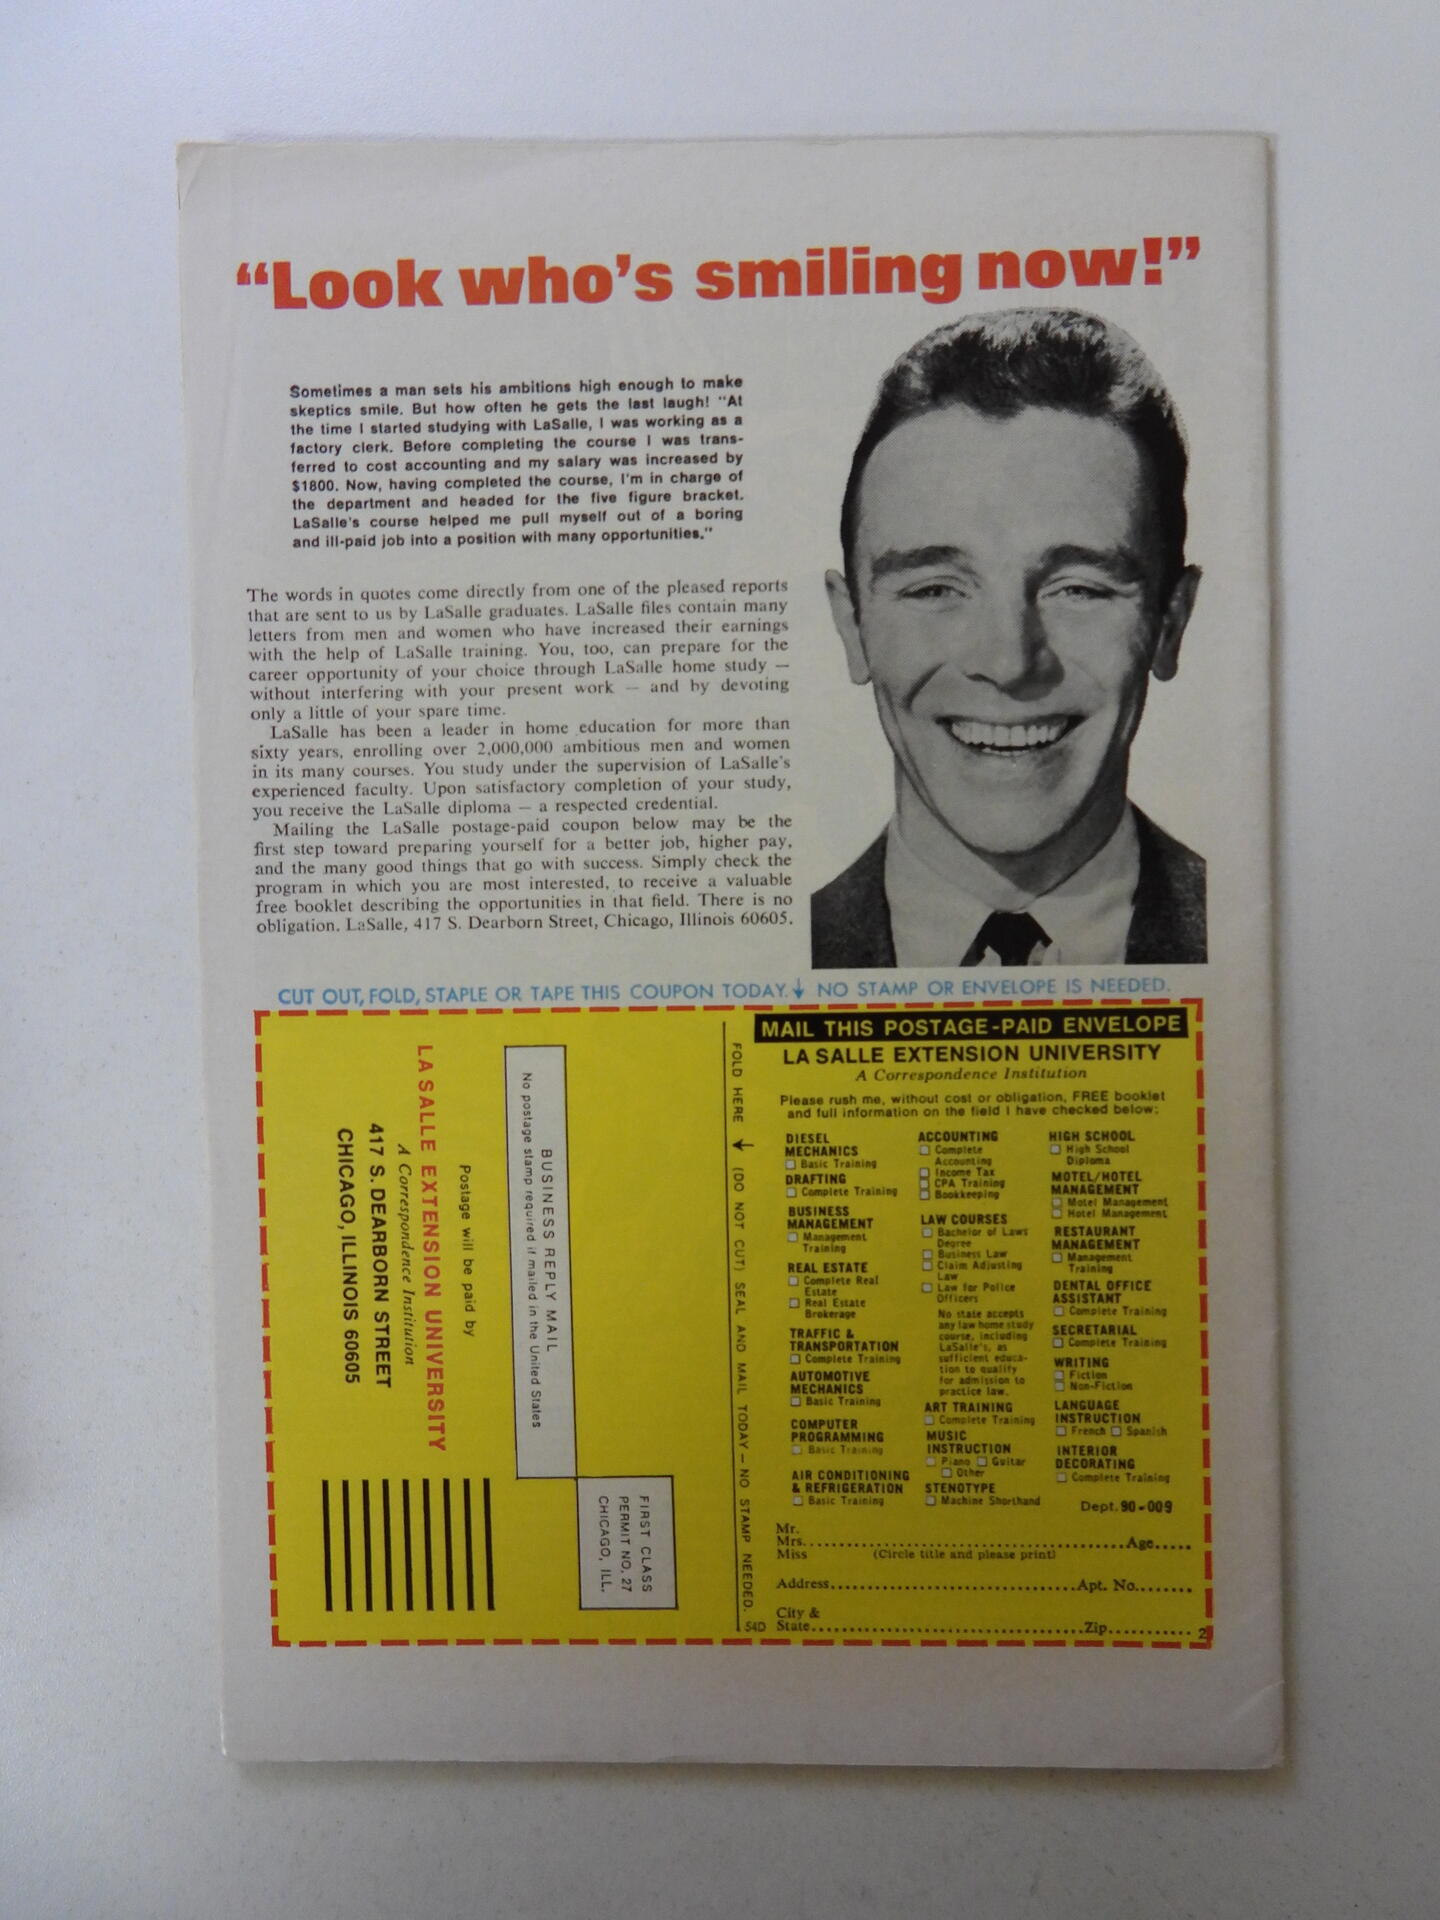 “Look who’s smiling now!”
Sometimes a man sets his ambitions high enough to make
skeptics smile. But how often he gets the last laugh! “At
the time I started studying with LaSalle, I was working as a
factory clerk. Before completing the course I was trans-
ferred to cost accounting and my salary was increased by
$1800. Now, having completed the course, I’m in charge of
the department and headed for the five figure bracket.
LaSalle’s course helped me pull myself out of a boring
and ill-paid job into a position with many opportunities.”
The words in quotes come directly from one of the pleased reports
that are sent to us by LaSalle graduates. LaSalle files contain many
letters from men and women who have increased their earnings
with the help of LaSalle training. You, too, can prepare for the
career opportunity of your choice through LaSalle home study —
without interfering with your present work — and by devoting
only a little of your spare time.
LaSalle has been a leader in home education for more than
sixty years, enrolling over 2,000,000 ambitious men and women
in its many courses. You study under the supervision of LaSalle’s
experienced faculty. Upon satisfactory completion of your study,
you receive the LaSalle diploma — a respected credential.
Mailing the LaSalle postage-paid coupon below may be the
first step toward preparing yourself for a better job, higher pay,
and the many good things that go with success. Simply check the
program in which you are most interested, to receive a valuable
free booklet describing the opportunities in that field. There is no
obligation. LaSalle, 417 S. Dearborn Street, Chicago, Illinois 60605.
CUT OUT, FOLD, STAPLE OR TAPE THIS COUPON TODAY.↓ NO STAMP OR ENVELOPE IS NEEDED.
FIRST CLASS
PERMIT NO. 27
CHICAGO, ILL.
BUSINESS REPLY MAIL
No postage stamp required if mailed in the United States
Postage will be paid by
LA SALLE EXTENSION UNIVERSITY
A Correspondence Institution
417 S. DEARBORN STREET
CHICAGO, ILLINOIS 60605
FOLD HERE ↓ (DO NOT CUT) SEAL AND MAIL TODAY — NO STAMP NEEDED.
54D
MAIL THIS POSTAGE-PAID ENVELOPE
LA SALLE EXTENSION UNIVERSITY
A Correspondence Institution
Please rush me, without cost or obligation, FREE booklet
and full information on the field I have checked below:
DIESEL
MECHANICS
☐ Basic Training
DRAFTING
☐ Complete Training
BUSINESS
MANAGEMENT
☐ Management
Training
REAL ESTATE
☐ Complete Real
Estate
☐ Real Estate
Brokerage
TRAFFIC &
TRANSPORTATION
☐ Complete Training
AUTOMOTIVE
MECHANICS
☐ Basic Training
COMPUTER
PROGRAMMING
☐ Basic Training
AIR CONDITIONING
& REFRIGERATION
☐ Basic Training
ACCOUNTING
☐ Complete
Accounting
☐ Income Tax
☐ CPA Training
☐ Bookkeeping
LAW COURSES
☐ Bachelor of Laws
Degree
☐ Business Law
☐ Claim Adjusting
Law
☐ Law for Police
Officers
No state accepts
any law home study
course, including
LaSalle’s, as
sufficient educa-
tion to qualify
for admission to
practice law.
ART TRAINING
☐ Complete Training
MUSIC
INSTRUCTION
☐ Piano ☐ Guitar
☐ Other
STENOTYPE
☐ Machine Shorthand
HIGH SCHOOL
☐ High School
Diploma
MOTEL/HOTEL
MANAGEMENT
☐ Motel Management
☐ Hotel Management
RESTAURANT
MANAGEMENT
☐ Management
Training
DENTAL OFFICE
ASSISTANT
☐ Complete Training
SECRETARIAL
☐ Complete Training
WRITING
☐ Fiction
☐ Non-Fiction
LANGUAGE
INSTRUCTION
☐ French ☐ Spanish
INTERIOR
DECORATING
☐ Complete Training
Dept. 90-009
Mr.
Mrs. Age
Miss (Circle title and please print)
Address Apt. No.
City &
State Zip
2